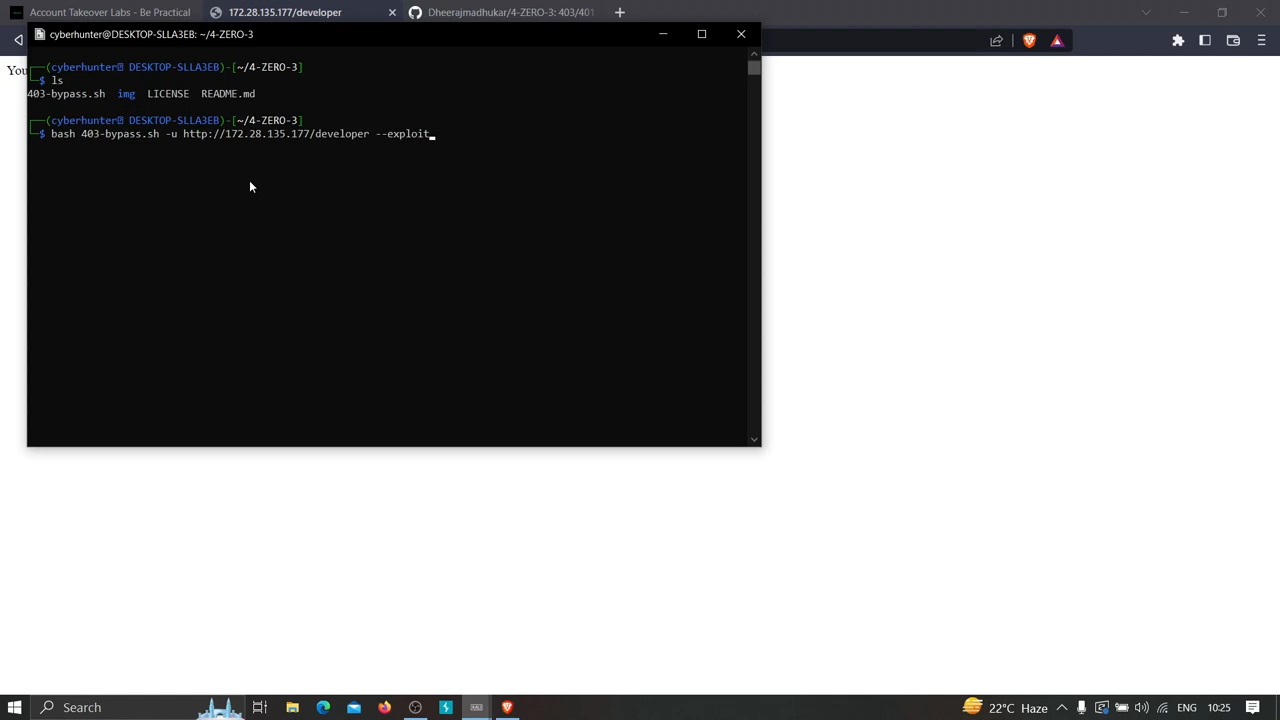 Account Takeover Labs - Be Practical
172.28.135.177/developer
Dheerajmadhukar/4-ZERO-3: 403/401
cyberhunter@DESKTOP-SLLA3EB: ~/4-ZERO-3
You
(cyberhunter DESKTOP-SLLA3EB)-[~/4-ZERO-3]
$ ls
403-bypass.sh img LICENSE README.md
(cyberhunter DESKTOP-SLLA3EB)-[~/4-ZERO-3]
$ bash 403-bypass.sh -u http://172.28.135.177/developer --exploit
Search
22°C Haze
ENG
10:25